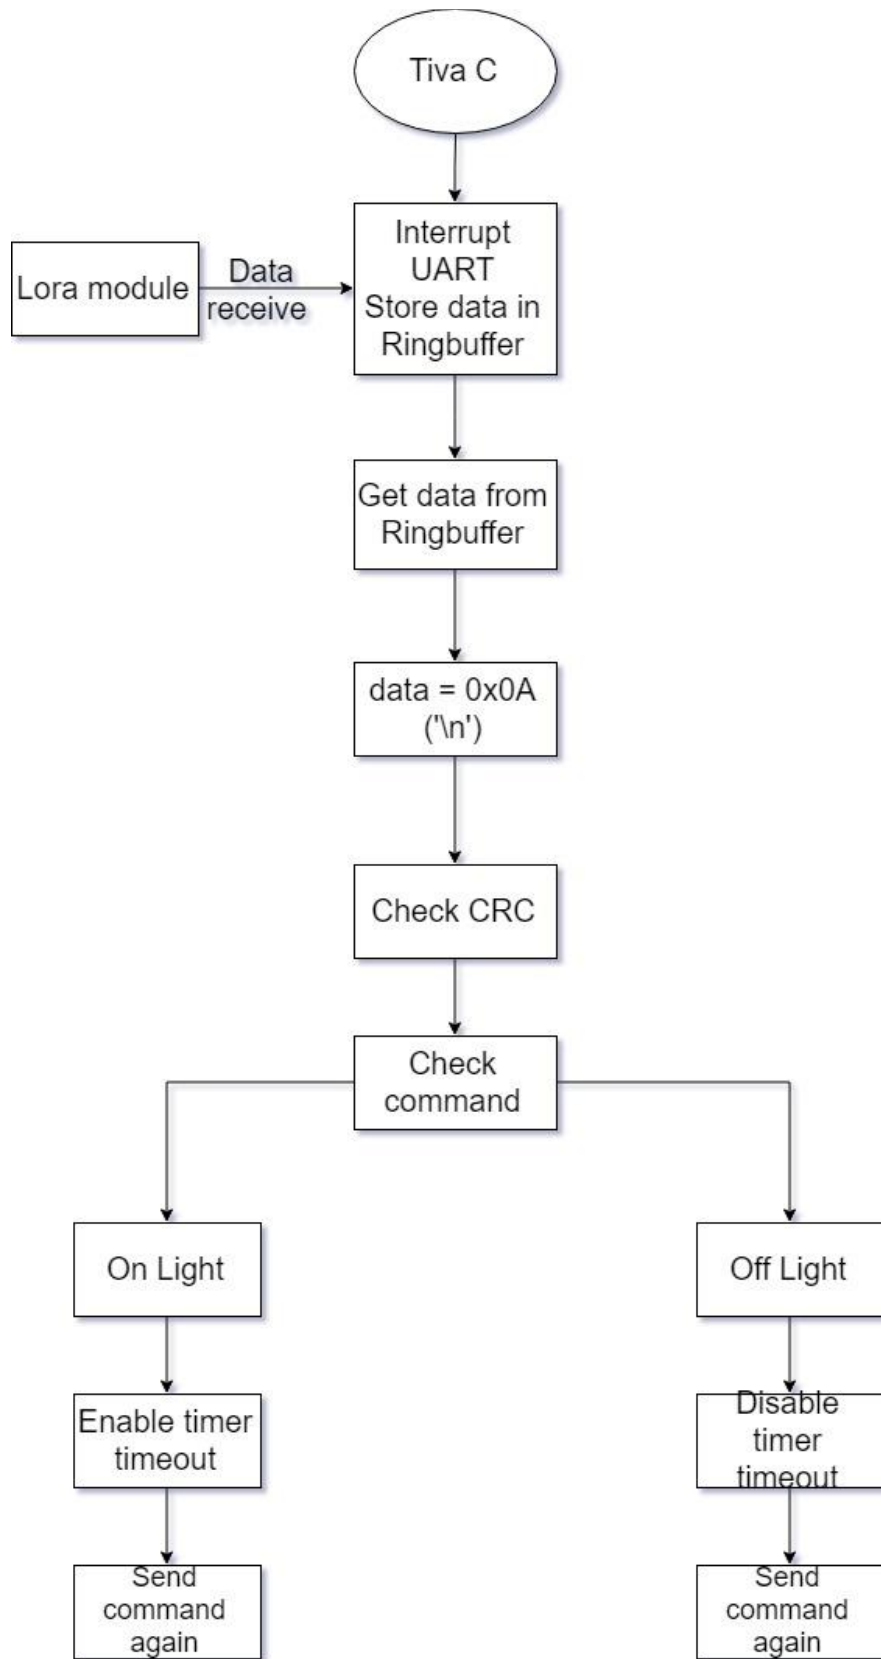 Tiva C
Interrupt
UART
Store data in
Ringbuffer
Lora module
Data
receive
Get data from
Ringbuffer
data = 0x0A
('\n')
Check CRC
Check
command
On Light
Off Light
Enable timer
timeout
Disable
timer
timeout
Send
command
again
Send
command
again